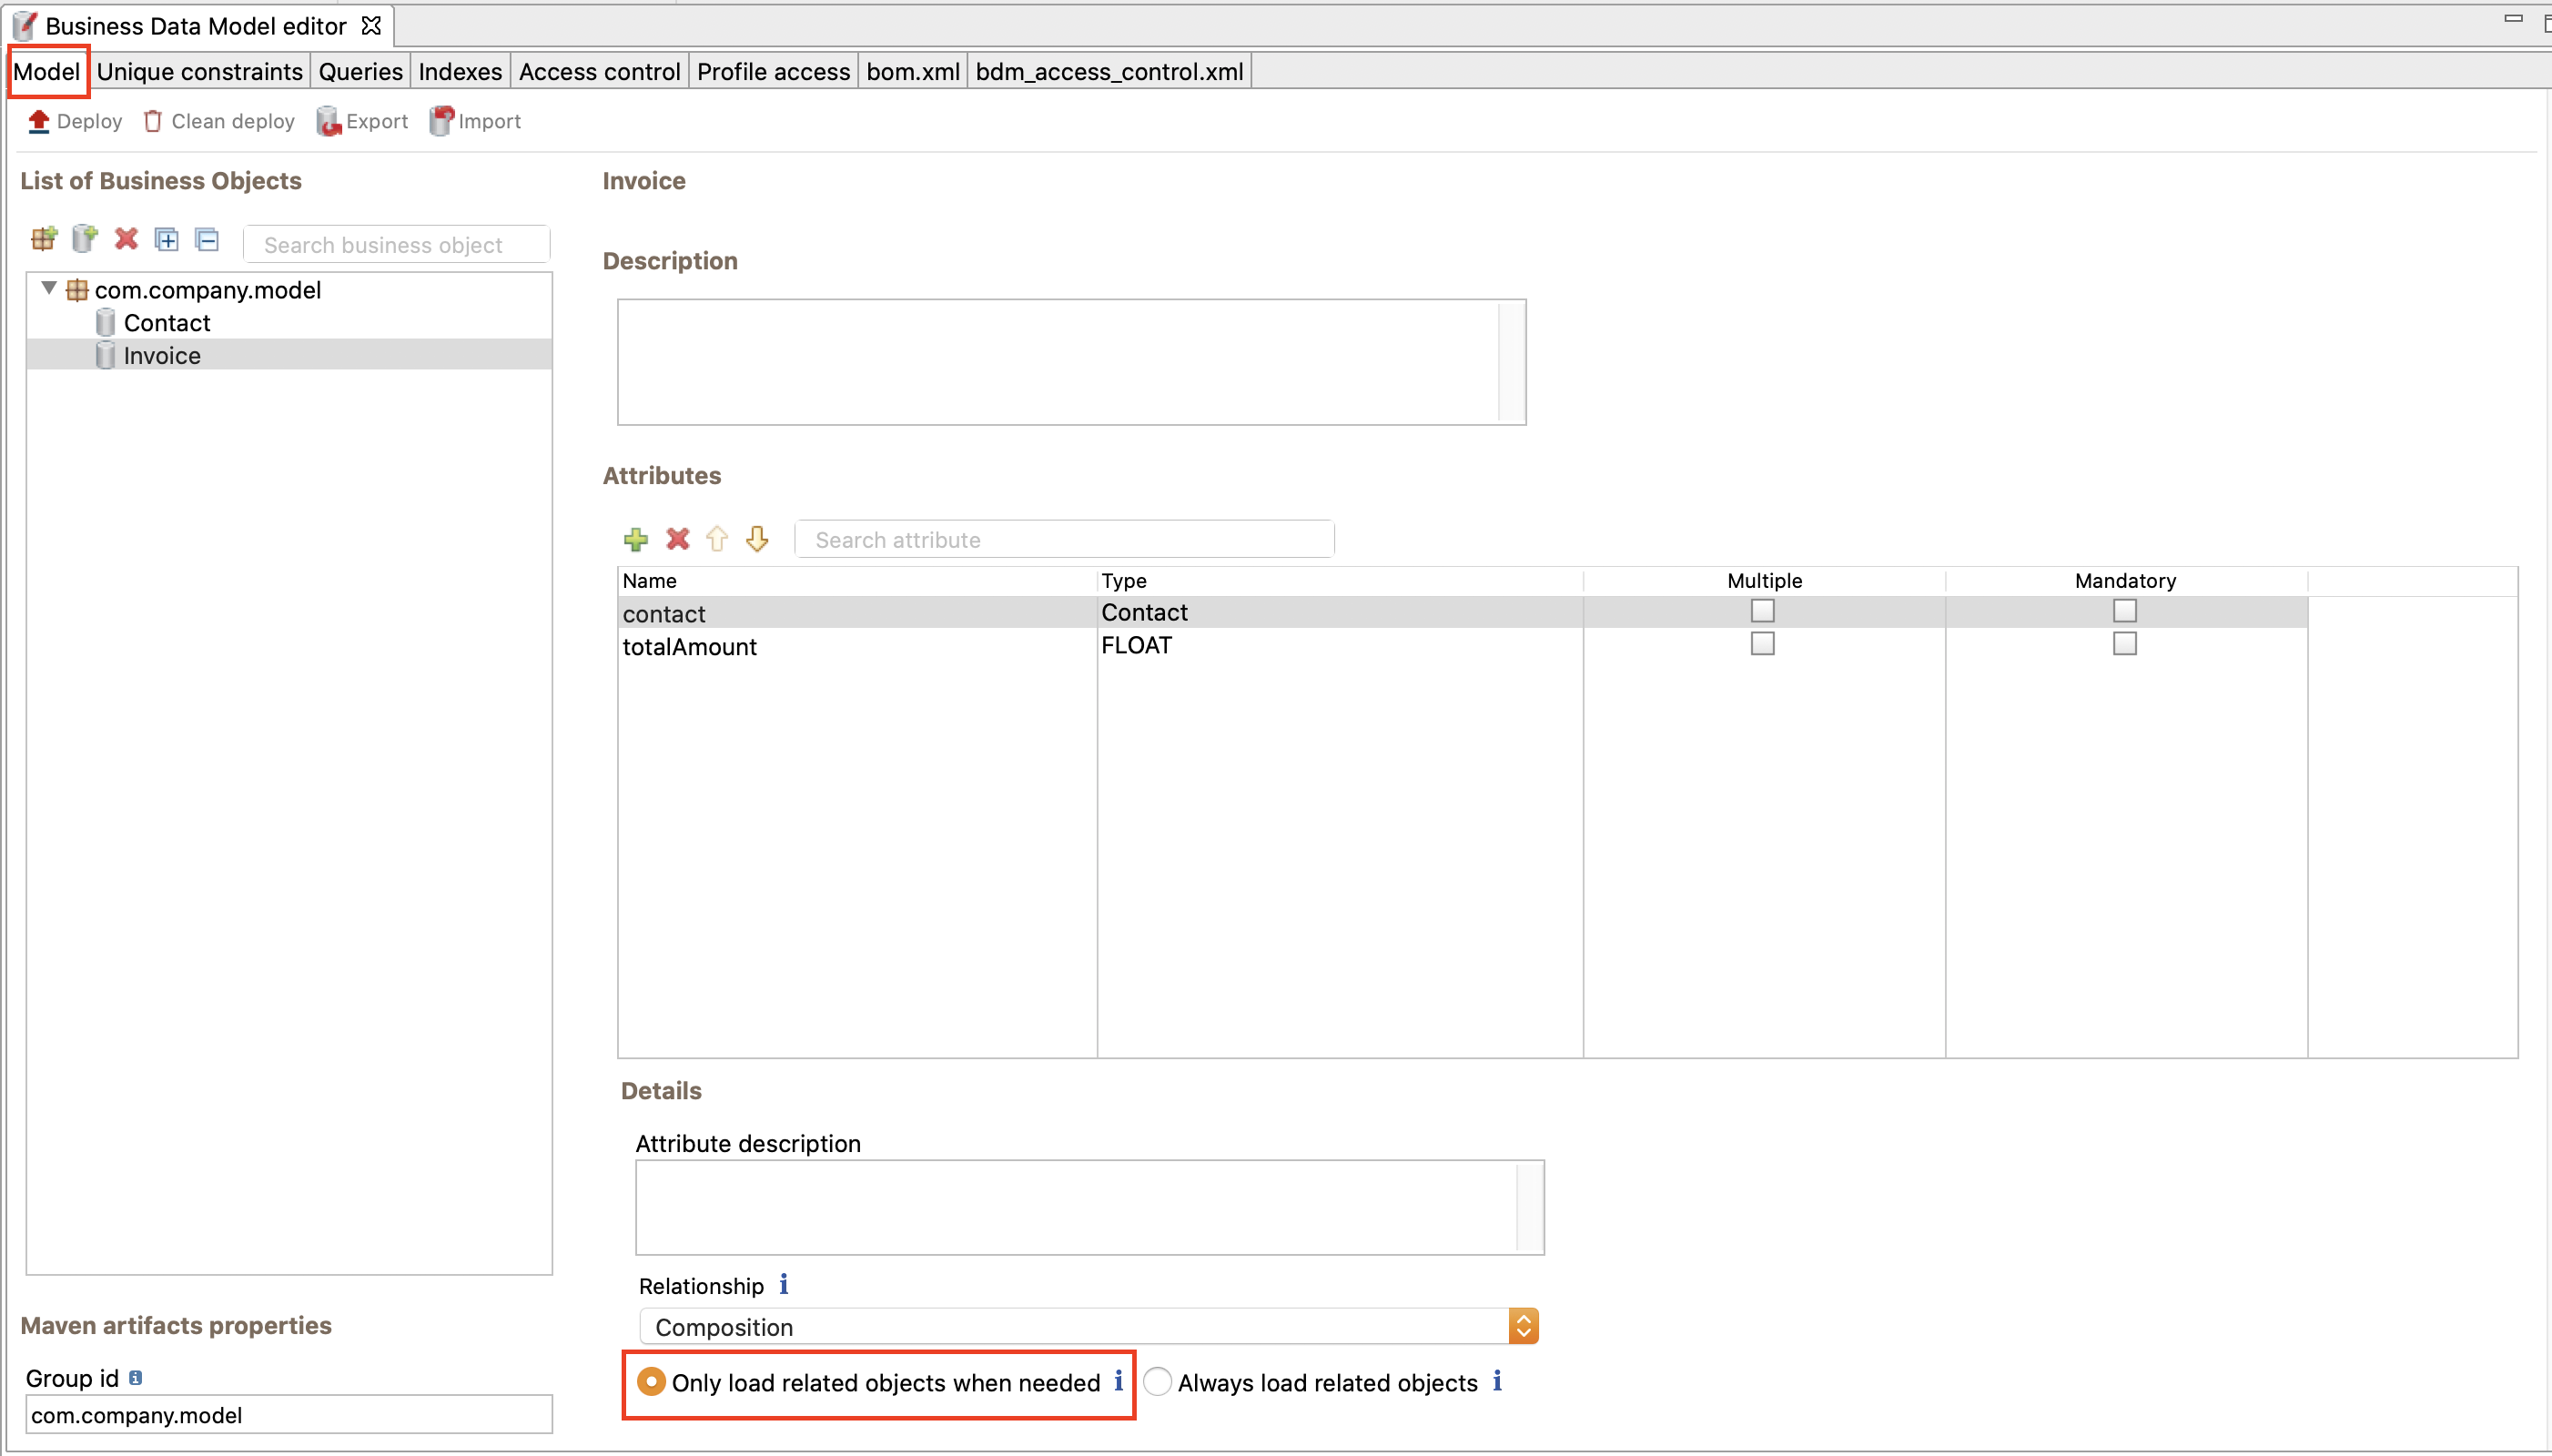 Business Data Model editor
Model Unique constraints Queries Indexes Access control Profile access bom.xml bdm_access_control.xml
Deploy Clean deploy Export Import
List of Business Objects
Search business object
com.company.model
Contact
Invoice
Maven artifacts properties
Group id
com.company.model
Invoice
Description
Attributes
Search attribute
Name Type Multiple Mandatory
contact Contact
totalAmount FLOAT
Details
Attribute description
Relationship
Composition
Only load related objects when needed Always load related objects